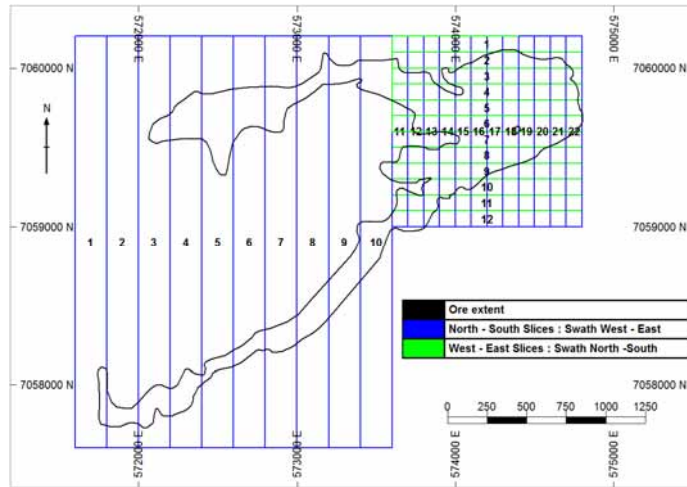 572000 E
573000 E
574000 E
575000 E
7060000 N
7060000 N
N
1
2
3
4
5
6
11 12 13 14 15 16 17 18 19 20 21 22
7
8
9
10
11
12
7059000 N
7059000 N
1 2 3 4 5 6 7 8 9 10
Ore extent
North - South Slices : Swath West - East
West - East Slices : Swath North -South
7058000 N
7058000 N
0 250 500 750 1000 1250
572000 E
573000 E
574000 E
575000 E